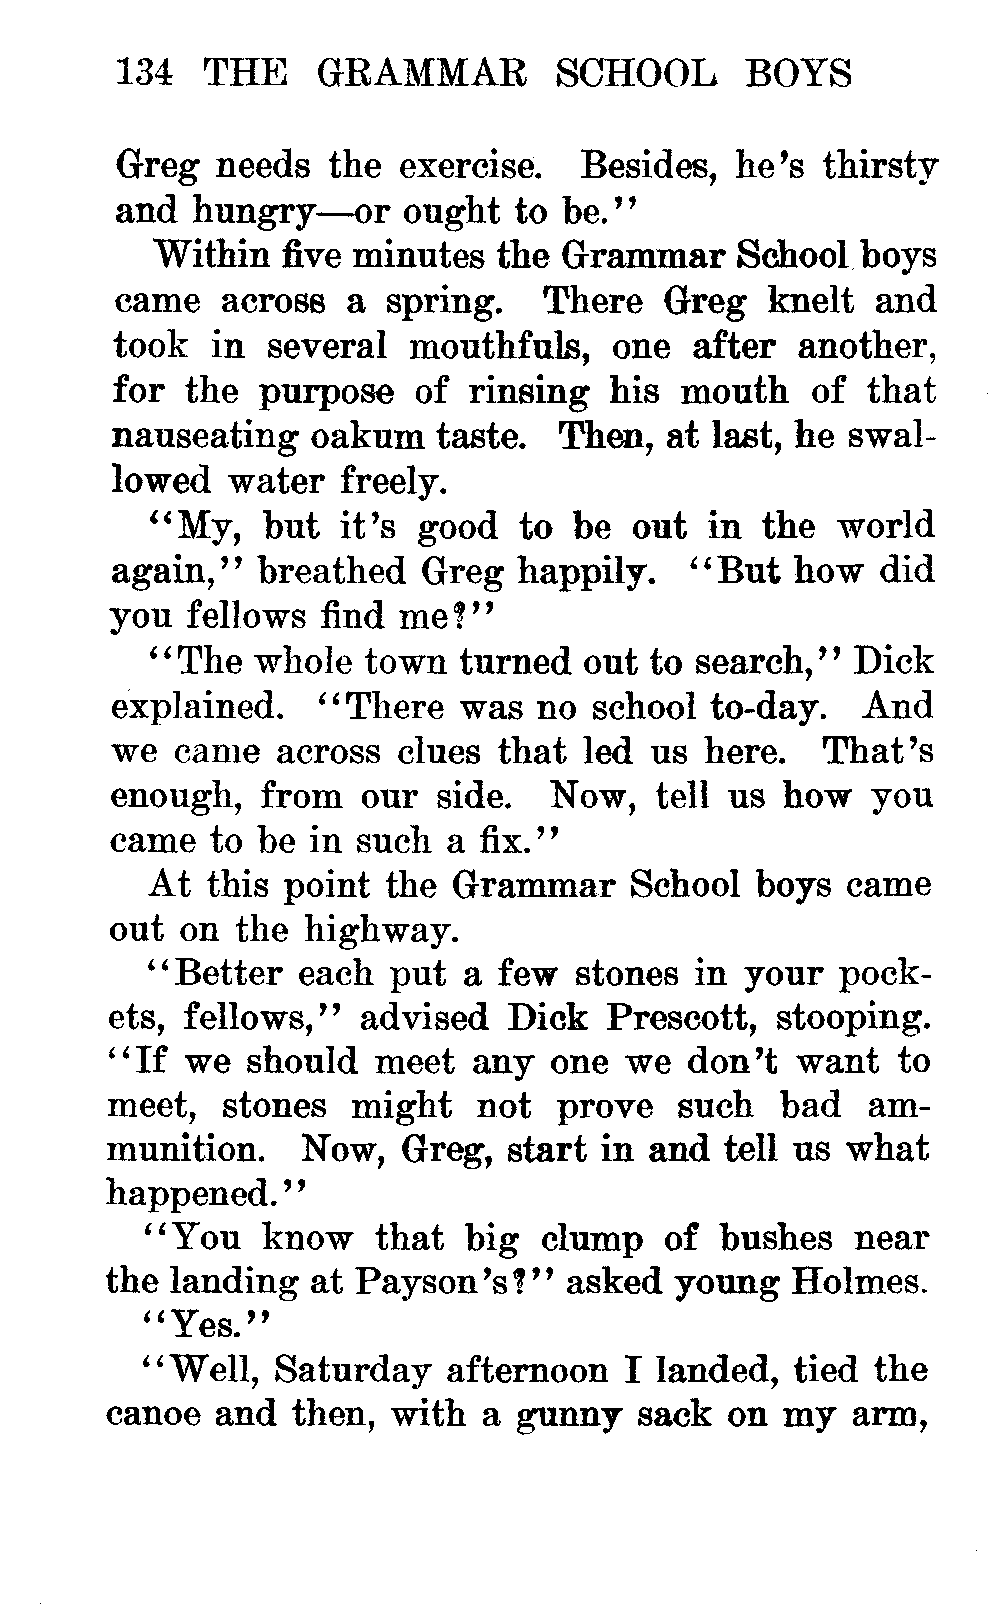 134 THE GRAMMAR SCHOOL BOYS
Greg needs the exercise. Besides, he's thirsty
and hungry—or ought to be."
Within five minutes the Grammar School boys
came across a spring. There Greg knelt and
took in several mouthfuls, one after another,
for the purpose of rinsing his mouth of that
nauseating oakum taste. Then, at last, he swal-
lowed water freely.
"My, but it's good to be out in the world
again," breathed Greg happily. "But how did
you fellows find me?"
"The whole town turned out to search," Dick
explained. "There was no school to-day. And
we came across clues that led us here. That's
enough, from our side. Now, tell us how you
came to be in such a fix."
At this point the Grammar School boys came
out on the highway.
"Better each put a few stones in your pock-
ets, fellows," advised Dick Prescott, stooping.
"If we should meet any one we don't want to
meet, stones might not prove such bad am-
munition. Now, Greg, start in and tell us what
happened."
"You know that big clump of bushes near
the landing at Payson's?" asked young Holmes.
"Yes."
"Well, Saturday afternoon I landed, tied the
canoe and then, with a gunny sack on my arm,